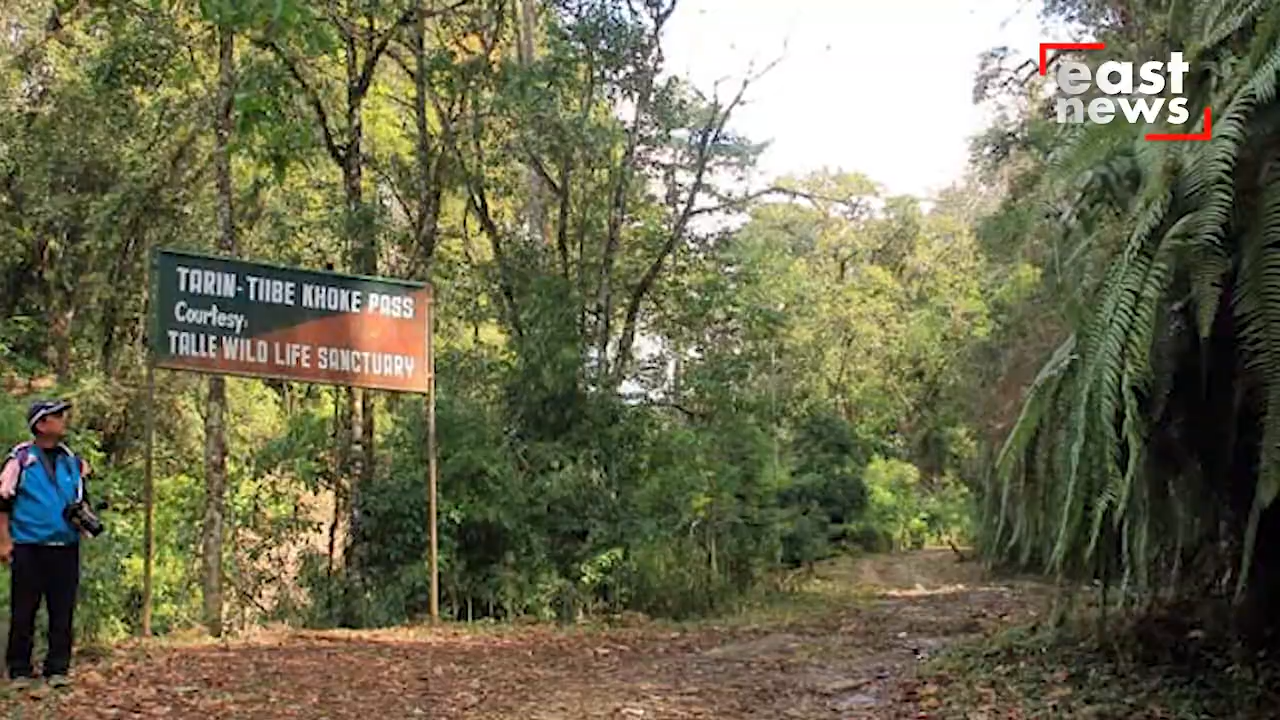 east
news
TARIN-TIIBE KHOKE PASS
Courtesy:
TALLE WILD LIFE SANCTUARY